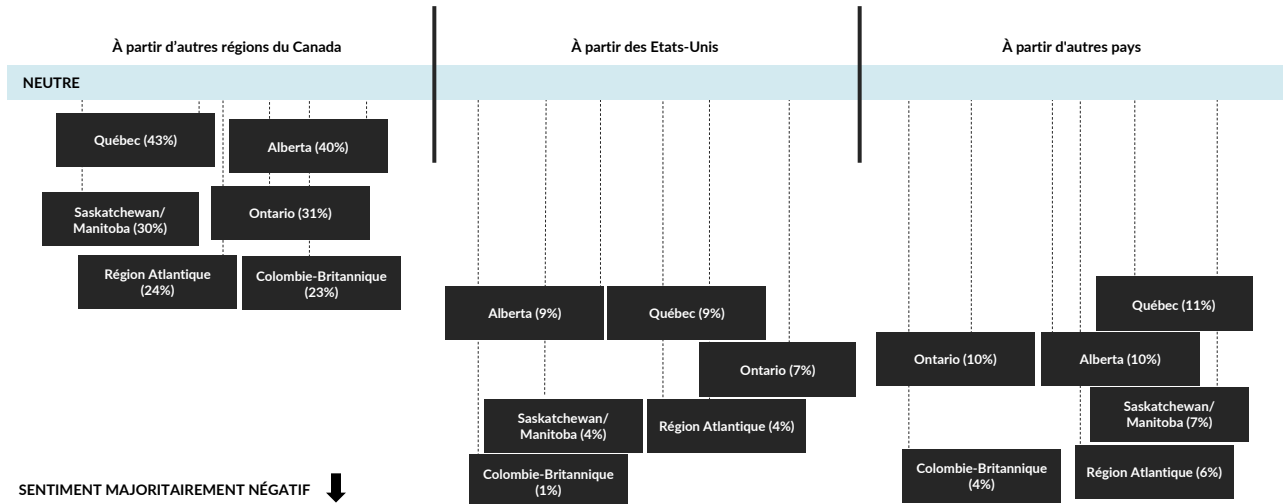 À partir d’autres régions du Canada
À partir des Etats-Unis
À partir d'autres pays
NEUTRE
Québec (43%)
Alberta (40%)
Saskatchewan/
Manitoba (30%)
Ontario (31%)
Région Atlantique
(24%)
Colombie-Britannique
(23%)
Alberta (9%)
Québec (9%)
Ontario (7%)
Saskatchewan/
Manitoba (4%)
Région Atlantique (4%)
Colombie-Britannique
(1%)
Québec (11%)
Ontario (10%)
Alberta (10%)
Saskatchewan/
Manitoba (7%)
Colombie-Britannique
(4%)
Région Atlantique (6%)
SENTIMENT MAJORITAIREMENT NÉGATIF